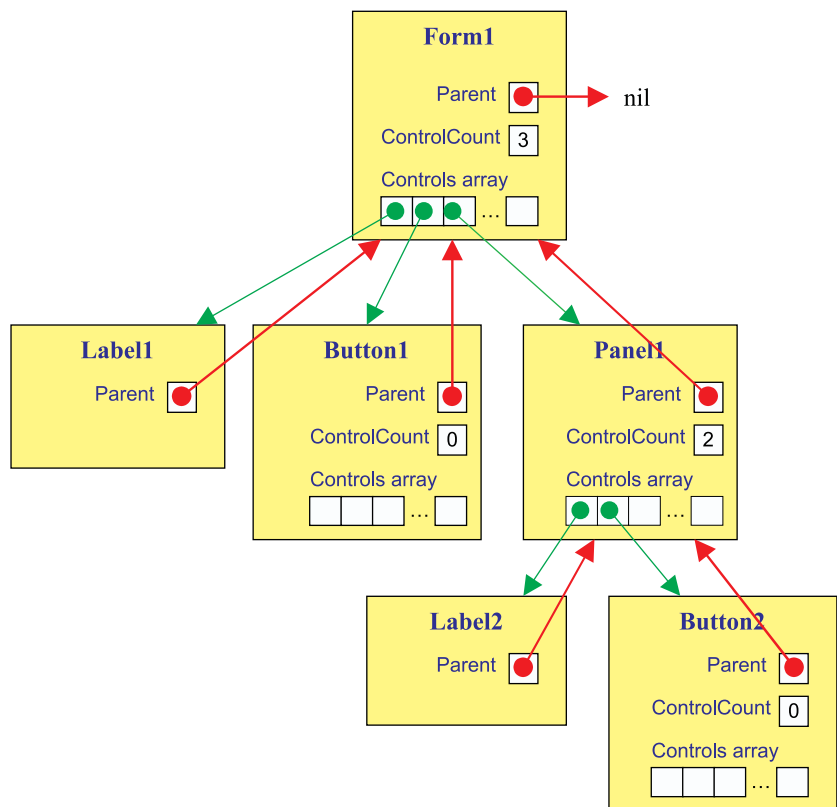 Form1
Parent
nil
ControlCount 3
Controls array
...
Label1
Parent
Button1
Parent
ControlCount 0
Controls array
...
Panel1
Parent
ControlCount 2
Controls array
...
Label2
Parent
Button2
Parent
ControlCount 0
Controls array
...